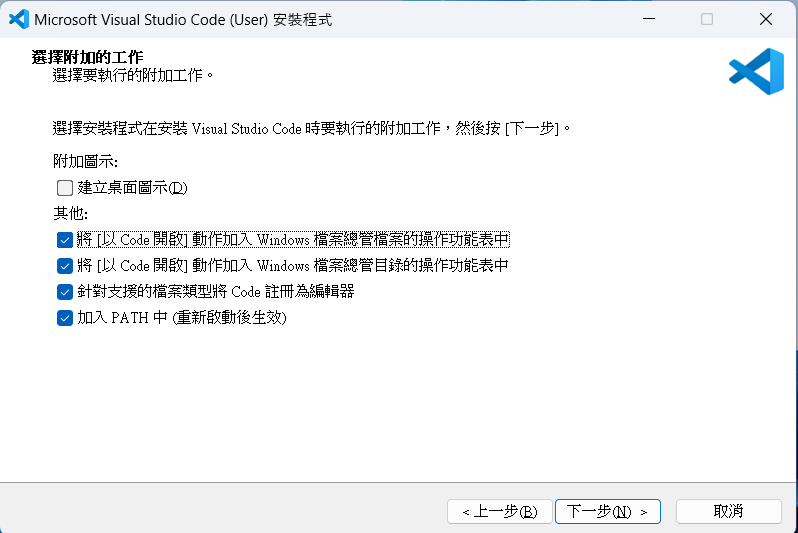 Microsoft Visual Studio Code (User) 安裝程式
選擇附加的工作
選擇要執行的附加工作。
選擇安裝程式在安裝 Visual Studio Code 時要執行的附加工作，然後按 [下一步]。
附加圖示:
建立桌面圖示(D)
其他:
將 [以 Code 開啟] 動作加入 Windows 檔案總管檔案的操作功能表中
將 [以 Code 開啟] 動作加入 Windows 檔案總管目錄的操作功能表中
針對支援的檔案類型將 Code 註冊為編輯器
加入 PATH 中 (重新啟動後生效)
< 上一步(B) 下一步(N) > 取消